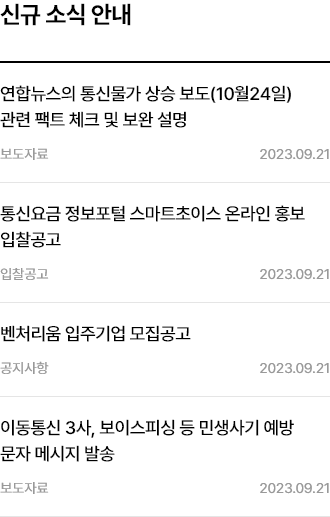 신규 소식 안내
연합뉴스의 통신물가 상승 보도(10월24일)
관련 팩트 체크 및 보완 설명
보도자료 2023.09.21
통신요금 정보포털 스마트초이스 온라인 홍보
입찰공고
입찰공고 2023.09.21
벤처리움 입주기업 모집공고
공지사항 2023.09.21
이동통신 3사, 보이스피싱 등 민생사기 예방
문자 메시지 발송
보도자료 2023.09.21